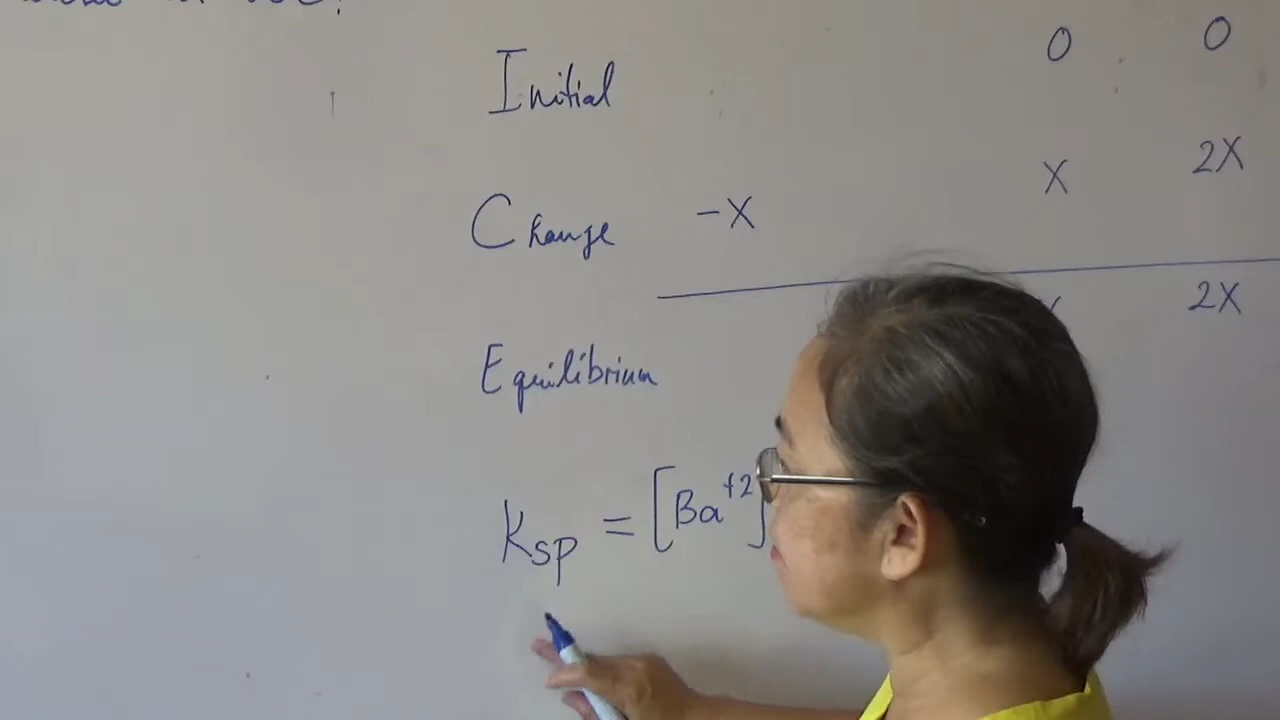 Initial 0 0
Change -X X 2X
2X
Equilibrium
Ksp = [Ba+2]